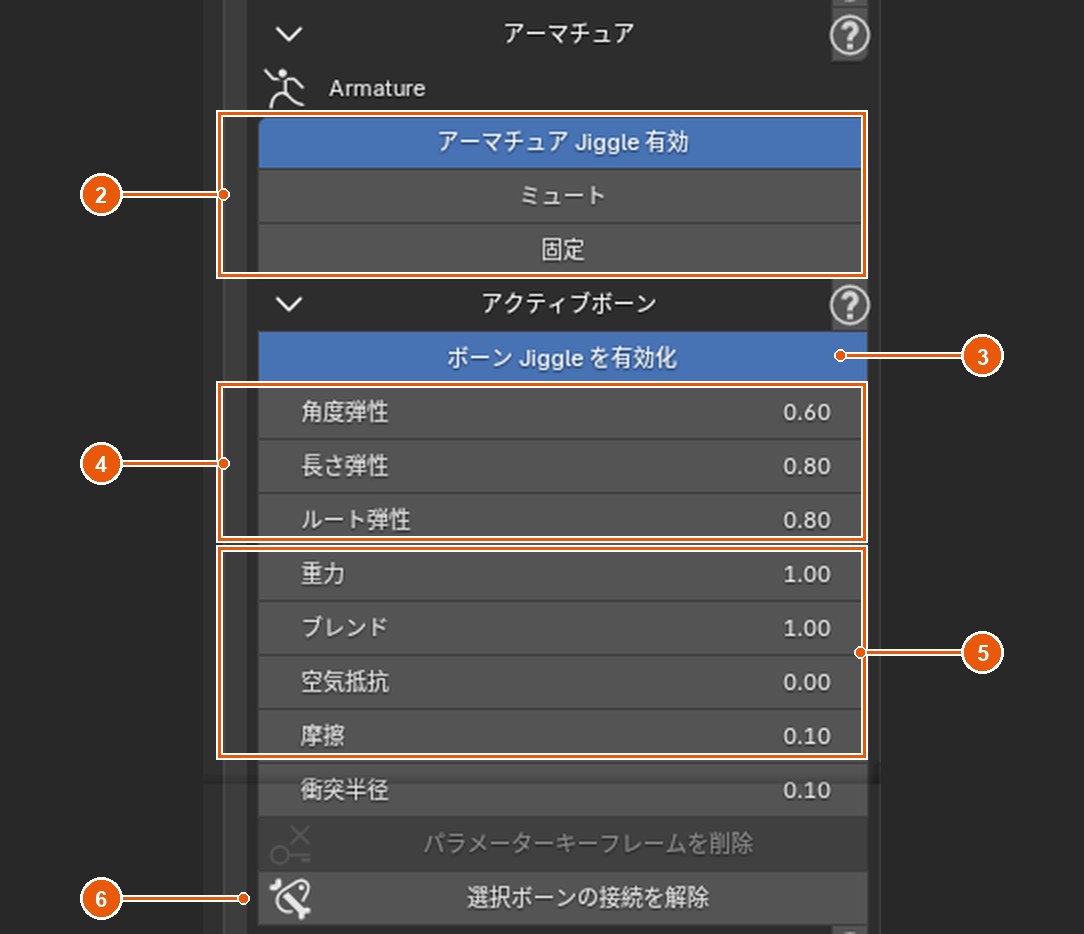 アーマチュア
?
Armature
アーマチュア Jiggle 有効
2
ミュート
固定
アクティブボーン
?
ボーン Jiggle を有効化
3
角度弾性 0.60
4
長さ弾性 0.80
ルート弾性 0.80
重力 1.00
ブレンド 1.00
5
空気抵抗 0.00
摩擦 0.10
衝突半径 0.10
パラメーターキーフレームを削除
6
選択ボーンの接続を解除